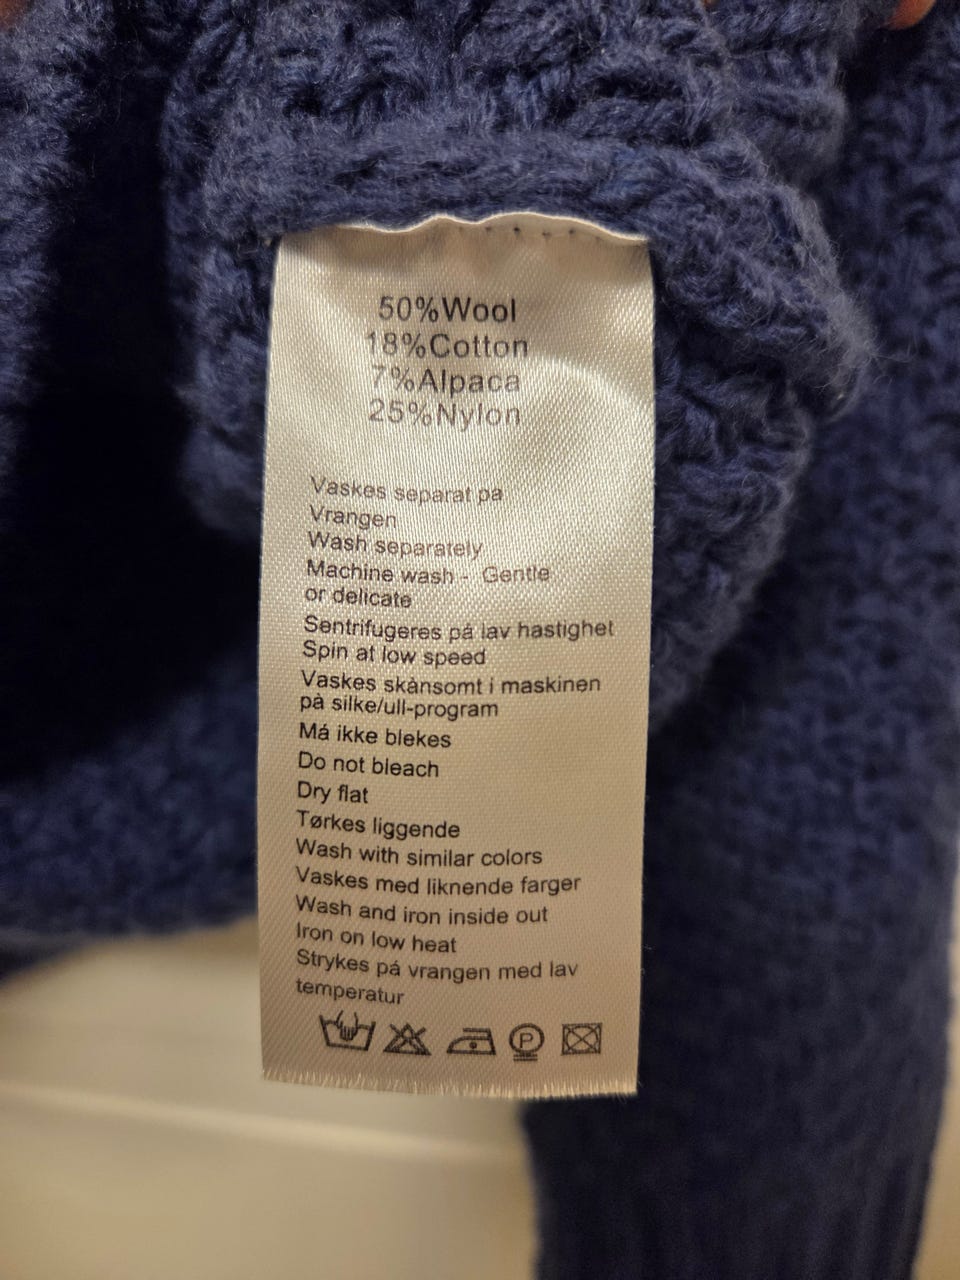 50%Wool
18%Cotton
7%Alpaca
25%Nylon
Vaskes separat pa
Vrangen
Wash separately
Machine wash - Gentle
or delicate
Sentrifugeres på lav hastighet
Spin at low speed
Vaskes skånsomt i maskinen
på silke/ull-program
Må ikke blekes
Do not bleach
Dry flat
Tørkes liggende
Wash with similar colors
Vaskes med liknende farger
Wash and iron inside out
Iron on low heat
Strykes på vrangen med lav
temperatur
P